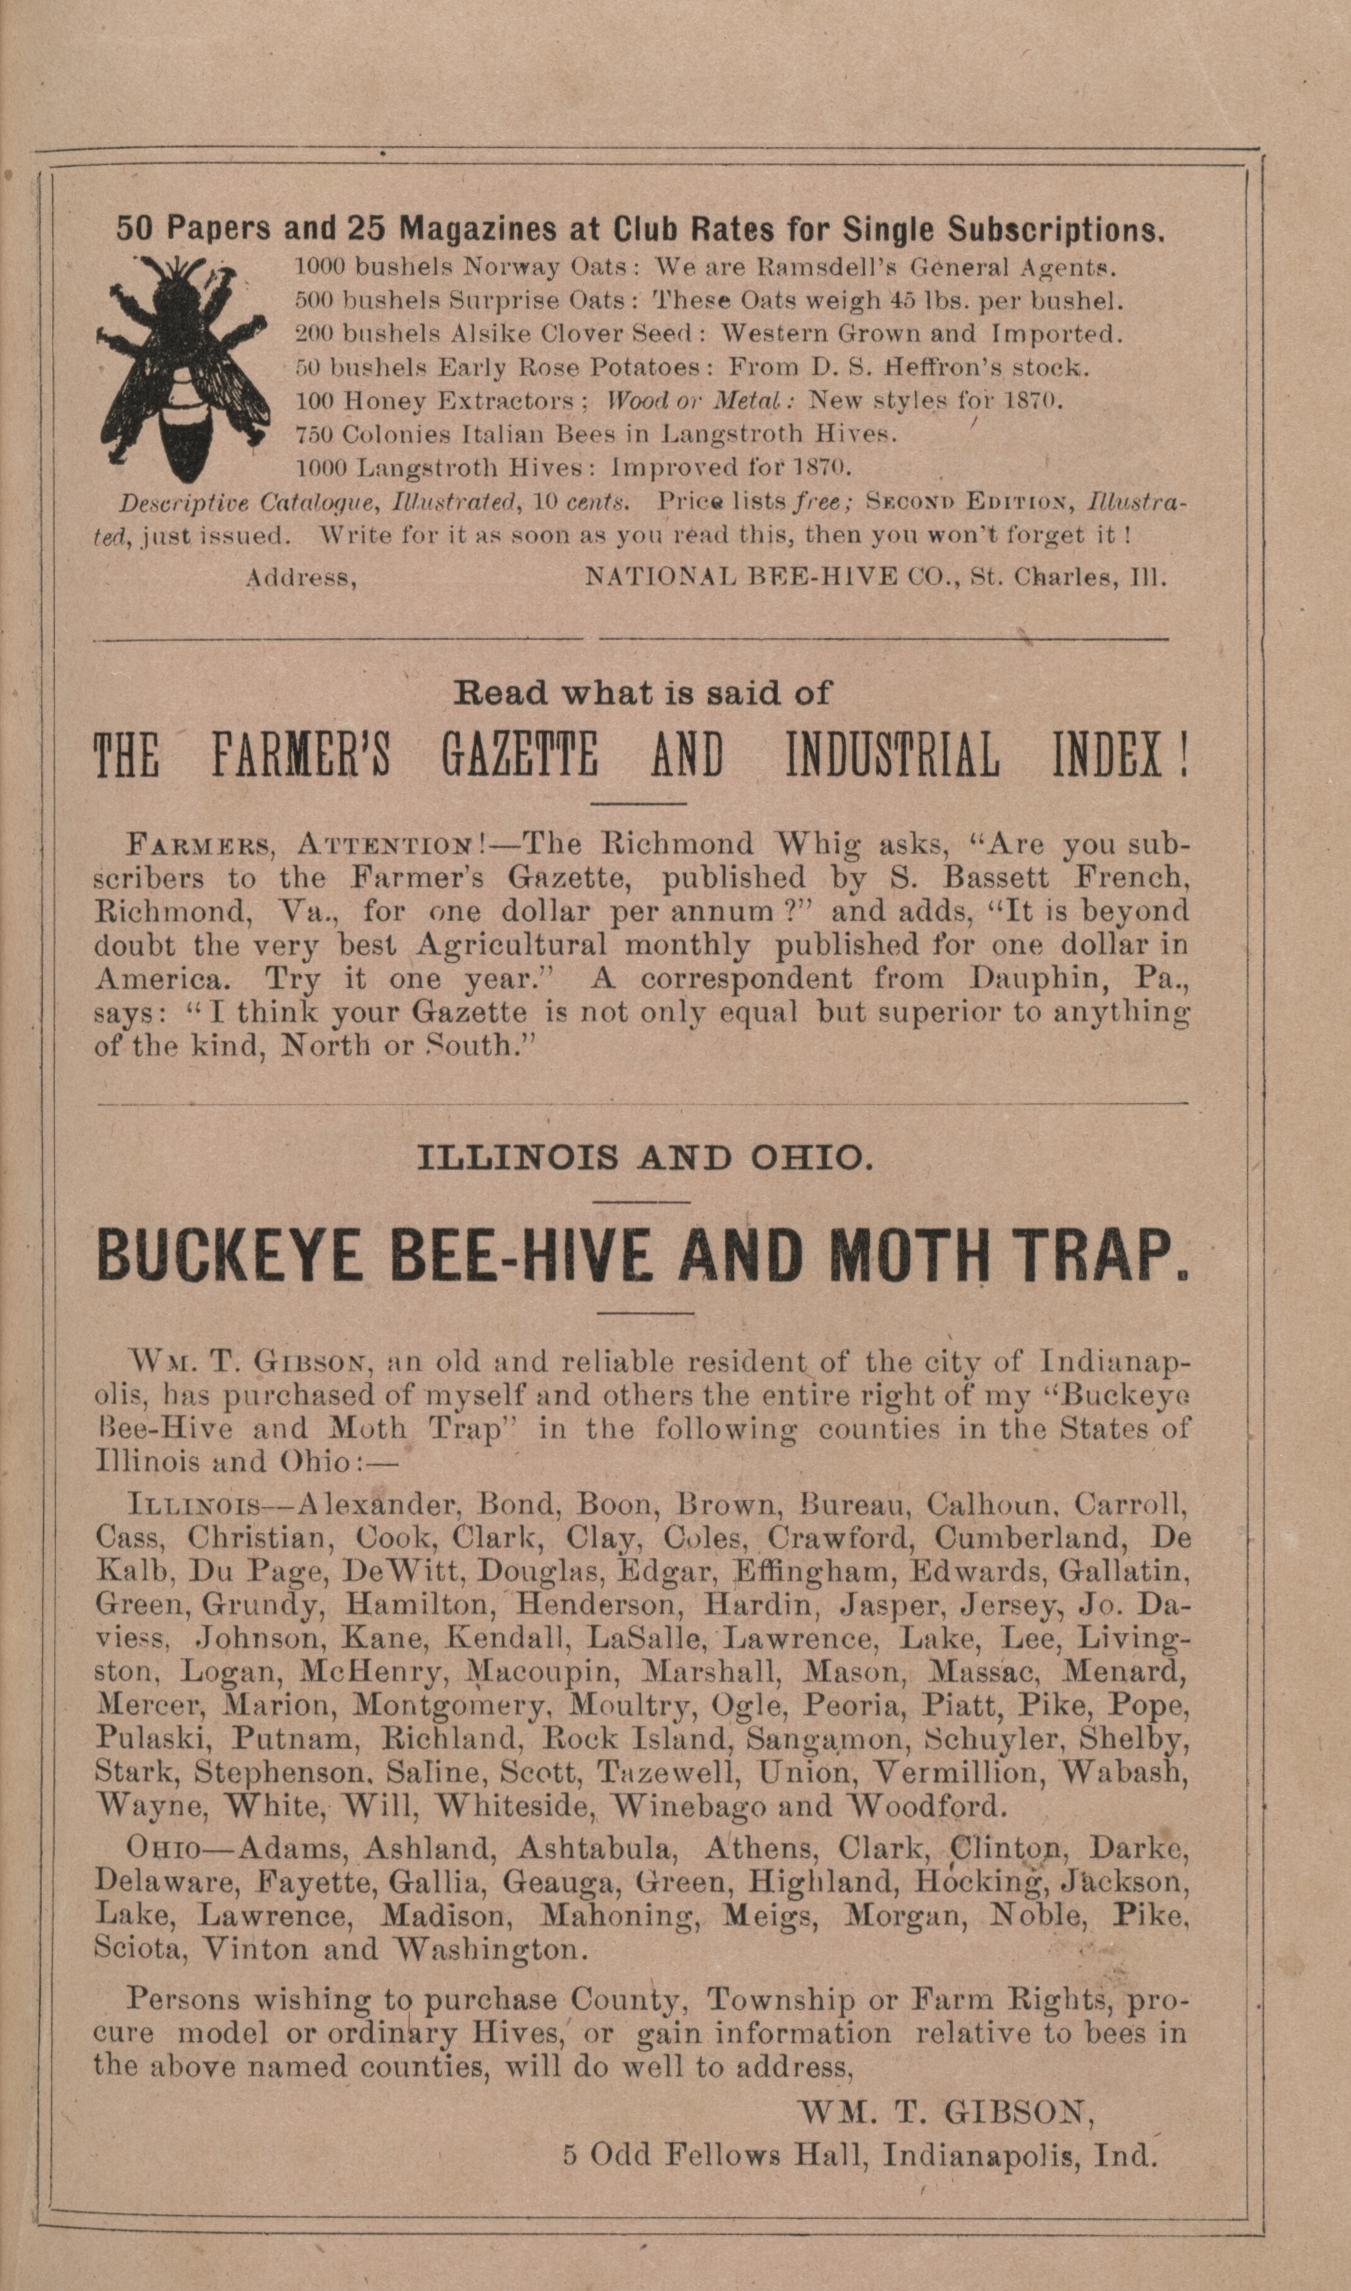 50 Papers and 25 Magazines at Club Rates for Single Subscriptions.
1000 bushels Norway Oats: We are Ramsdell's General Agents.
500 bushels Surprise Oats: These Oats weigh 45 lbs. per bushel.
200 bushels Alsike Clover Seed: Western Grown and Imported.
50 bushels Early Rose Potatoes: From D. S. Heffron's stock.
100 Honey Extractors; Wood or Metal: New styles for 1870.
750 Colonies Italian Bees in Langstroth Hives.
1000 Langstroth Hives: Improved for 1870.
Descriptive Catalogue, Illustrated, 10 cents. Price lists free; SECOND EDITION, Illustra-
ted, just issued. Write for it as soon as you read this, then you won't forget it!
Address, NATIONAL BEE-HIVE CO., St. Charles, Ill.
Read what is said of
THE FARMER'S GAZETTE AND INDUSTRIAL INDEX!
FARMERS, ATTENTION!—The Richmond Whig asks, "Are you sub-
scribers to the Farmer's Gazette, published by S. Bassett French,
Richmond, Va., for one dollar per annum?" and adds, "It is beyond
doubt the very best Agricultural monthly published for one dollar in
America. Try it one year." A correspondent from Dauphin, Pa.,
says: "I think your Gazette is not only equal but superior to anything
of the kind, North or South."
ILLINOIS AND OHIO.
BUCKEYE BEE-HIVE AND MOTH TRAP.
WM. T. GIBSON, an old and reliable resident of the city of Indianap-
olis, has purchased of myself and others the entire right of my "Buckeye
Bee-Hive and Moth Trap" in the following counties in the States of
Illinois and Ohio:—
ILLINOIS—Alexander, Bond, Boon, Brown, Bureau, Calhoun, Carroll,
Cass, Christian, Cook, Clark, Clay, Coles, Crawford, Cumberland, De
Kalb, Du Page, DeWitt, Douglas, Edgar, Effingham, Edwards, Gallatin,
Green, Grundy, Hamilton, Henderson, Hardin, Jasper, Jersey, Jo. Da-
viess, Johnson, Kane, Kendall, LaSalle, Lawrence, Lake, Lee, Living-
ston, Logan, McHenry, Macoupin, Marshall, Mason, Massac, Menard,
Mercer, Marion, Montgomery, Moultry, Ogle, Peoria, Piatt, Pike, Pope,
Pulaski, Putnam, Richland, Rock Island, Sangamon, Schuyler, Shelby,
Stark, Stephenson, Saline, Scott, Tazewell, Union, Vermillion, Wabash,
Wayne, White, Will, Whiteside, Winebago and Woodford.
OHIO—Adams, Ashland, Ashtabula, Athens, Clark, Clinton, Darke,
Delaware, Fayette, Gallia, Geauga, Green, Highland, Hocking, Jackson,
Lake, Lawrence, Madison, Mahoning, Meigs, Morgan, Noble, Pike,
Sciota, Vinton and Washington.
Persons wishing to purchase County, Township or Farm Rights, pro-
cure model or ordinary Hives, or gain information relative to bees in
the above named counties, will do well to address,
WM. T. GIBSON,
5 Odd Fellows Hall, Indianapolis, Ind.